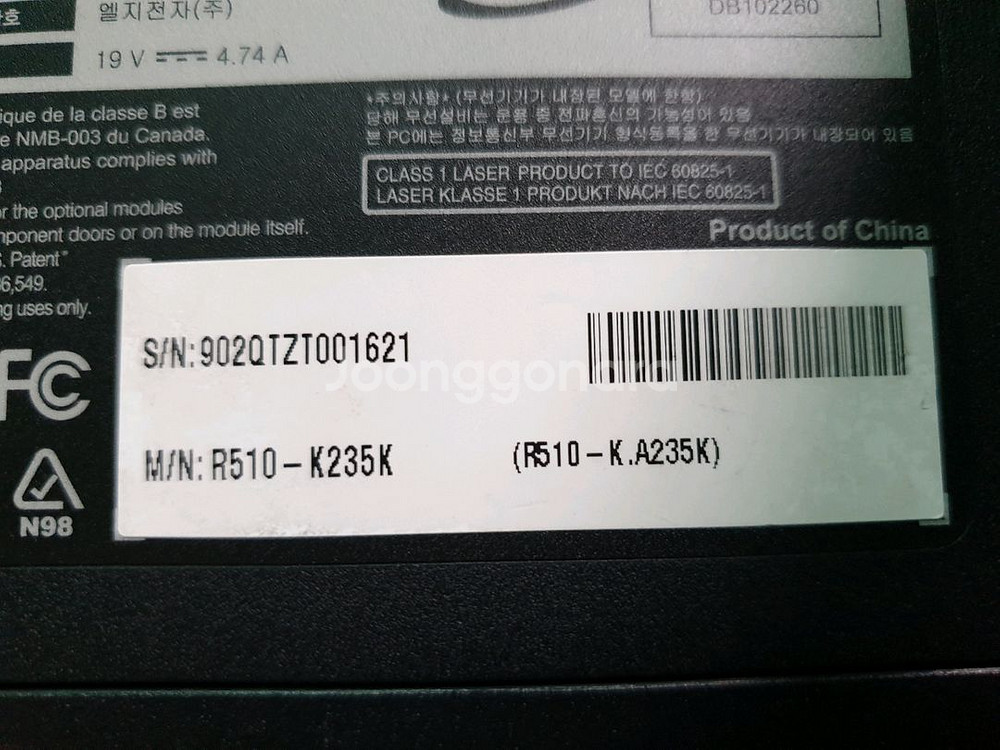 호
엘지전자(주)
DB102260
19 V ⎓ 4.74 A
ique de la classe B est
e NMB-003 du Canada.
apparatus complies with
r the optional modules
nponent doors or on the module itself.
. Patent"
6,549.
g uses only.
*주의사항* (무선기기가 내장된 모델에 한함)
당해 무선설비는 운용 중 전파혼신의 가능성이 있음
본 PC에는 정보통신부 무선기기 형식등록을 한 무선기기가 내장되어 있음
CLASS 1 LASER PRODUCT TO IEC 60825-1
LASER KLASSE 1 PRODUKT NACH IEC 60825-1
Product of China
S/N:902QTZT001621
Joonggonara
M/N:R510-K235K (R510-K.A235K)
FC
N98